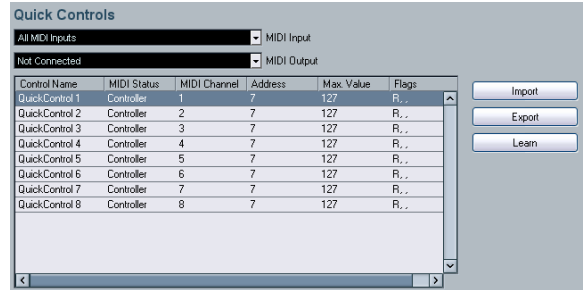 Quick Controls
All MIDI Inputs MIDI Input
Not Connected MIDI Output
Control Name MIDI Status MIDI Channel Address Max. Value Flags
QuickControl 1 Controller 1 7 127 R, ,
QuickControl 2 Controller 2 7 127 R, ,
QuickControl 3 Controller 3 7 127 R, ,
QuickControl 4 Controller 4 7 127 R, ,
QuickControl 5 Controller 5 7 127 R, ,
QuickControl 6 Controller 6 7 127 R, ,
QuickControl 7 Controller 7 7 127 R, ,
QuickControl 8 Controller 8 7 127 R, ,
Import
Export
Learn